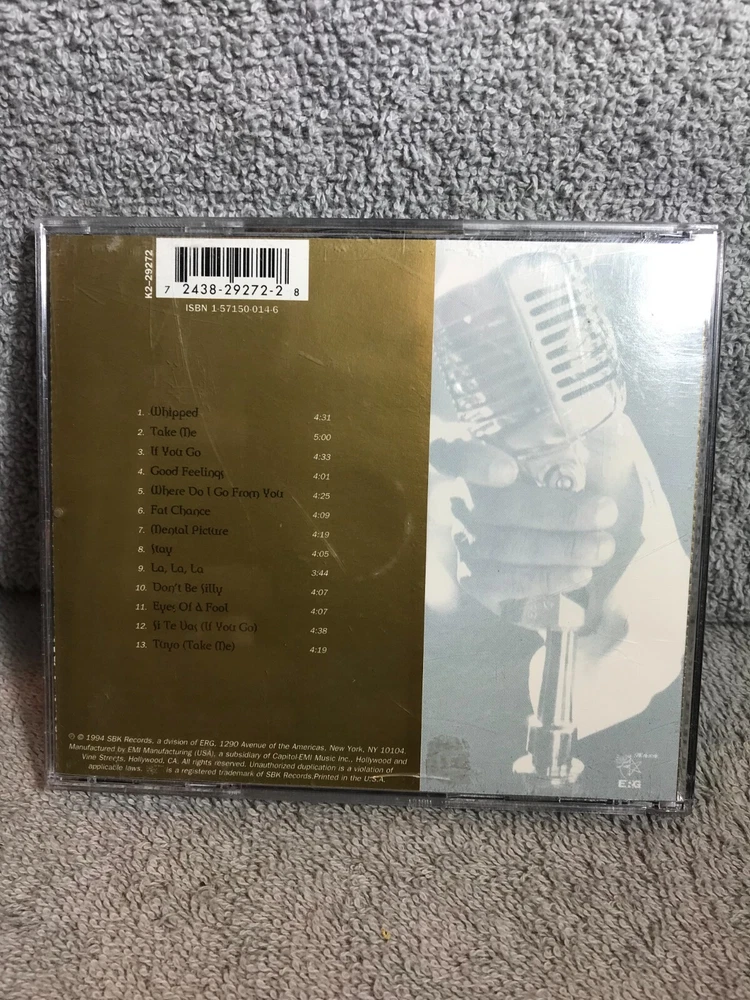 K2-29272
7 2438-29272-2 8
ISBN 1-57150-014-6
1. Whipped 4:31
2. Take Me 5:00
3. If You Go 4:33
4. Good Feelings 4:01
5. Where Do I Go From You 4:25
6. Fat Chance 4:09
7. Mental Picture 4:19
8. Stay 4:05
9. La, La, La 3:44
10. Don't Be Silly 4:07
11. Eyes Of A Fool 4:07
12. Si Te Vas (If You Go) 4:38
13. Tuyo (Take Me) 4:19
℗ © 1994 SBK Records, a division of ERG, 1290 Avenue of the Americas, New York, NY 10104.
Manufactured by EMI Manufacturing (USA), a subsidiary of Capitol-EMI Music Inc., Hollywood and
Vine Streets, Hollywood, CA. All rights reserved. Unauthorized duplication is a violation of
applicable laws. is a registered trademark of SBK Records.Printed in the U.S.A.
ERG